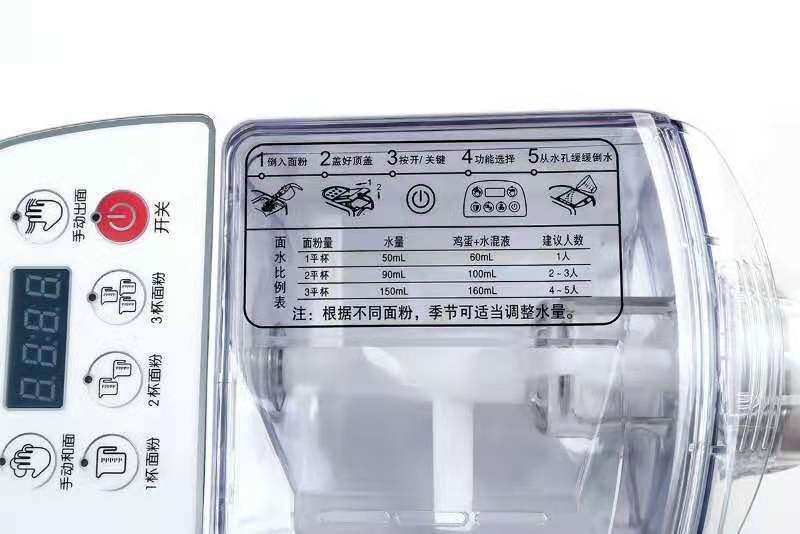 1倒入面粉 2盖好顶盖 3按开/关键 4功能选择 5从水孔缓缓倒水
面水比例表
面粉量 水量 鸡蛋+水混液 建议人数
1平杯 50mL 60mL 1人
2平杯 90mL 100mL 2~3人
3平杯 150mL 160mL 4~5人
注：根据不同面粉，季节可适当调整水量。
手动出面
开关
88:88
3杯面粉
2杯面粉
手动和面
1杯面粉